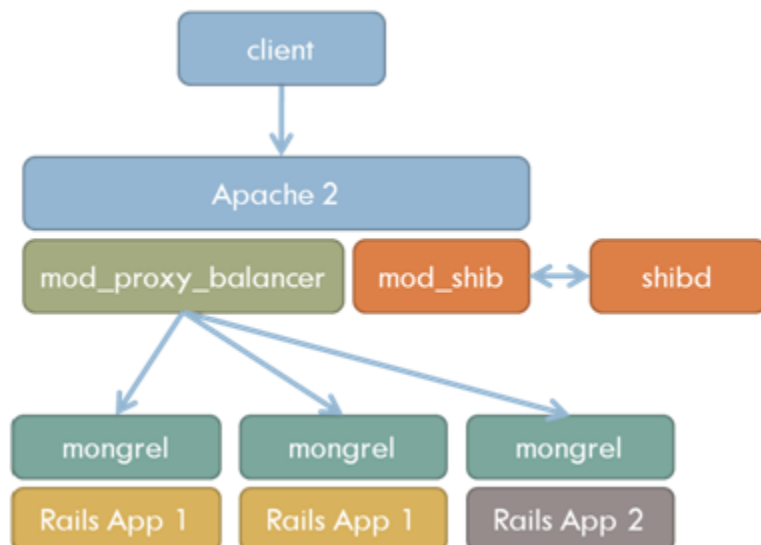 client
Apache 2
mod_proxy_balancer
mod_shib
shibd
mongrel
mongrel
mongrel
Rails App 1
Rails App 1
Rails App 2